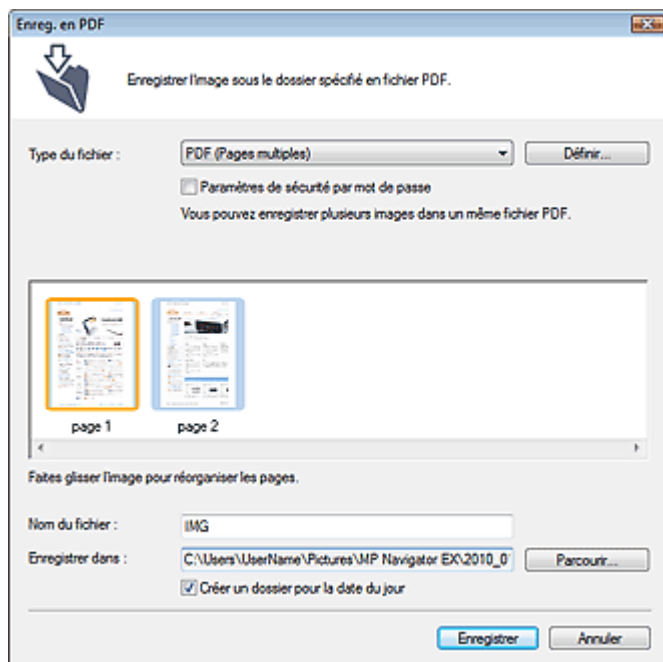 Enreg. en PDF
Enregistrer l'image sous le dossier spécifié en fichier PDF.
Type du fichier :
PDF (Pages multiples)
Définir...
Paramètres de sécurité par mot de passe
Vous pouvez enregistrer plusieurs images dans un même fichier PDF.
page 1
page 2
Faites glisser l'image pour réorganiser les pages.
Nom du fichier :
IMG
Enregistrer dans :
C:\Users\UserName\Pictures\MP Navigator EX\2010_0
Parcourir...
Créer un dossier pour la date du jour
Enregistrer
Annuler